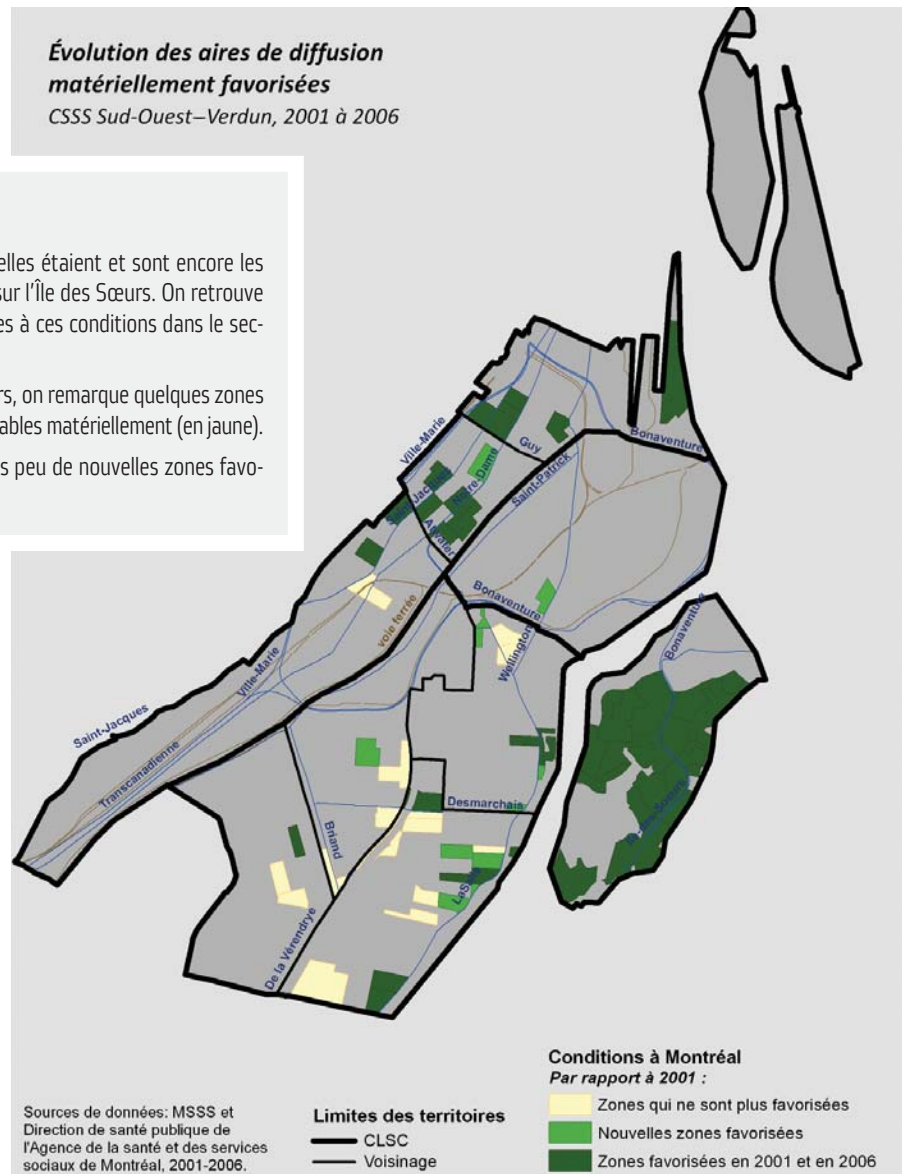 Évolution des aires de diffusion
matériellement favorisées
CSSS Sud-Ouest–Verdun, 2001 à 2006
elles étaient et sont encore les
sur l'Île des Sœurs. On retrouve
es à ces conditions dans le sec-
rs, on remarque quelques zones
ables matériellement (en jaune).
s peu de nouvelles zones favo-
Ville-Marie
Guy
Bonaventure
Saint-Patrick
Notre-Dame
Saint-Jacques
Atwater
voie ferrée
Bonaventure
Wellington
Bonaventure
Ville-Marie
Saint-Jacques
Transcanadienne
Desmarchais
Briand
LaSalle
De la Vérendrye
Sources de données: MSSS et
Direction de santé publique de
l'Agence de la santé et des services
sociaux de Montréal, 2001-2006.
Limites des territoires
CLSC
Voisinage
Conditions à Montréal
Par rapport à 2001 :
Zones qui ne sont plus favorisées
Nouvelles zones favorisées
Zones favorisées en 2001 et en 2006